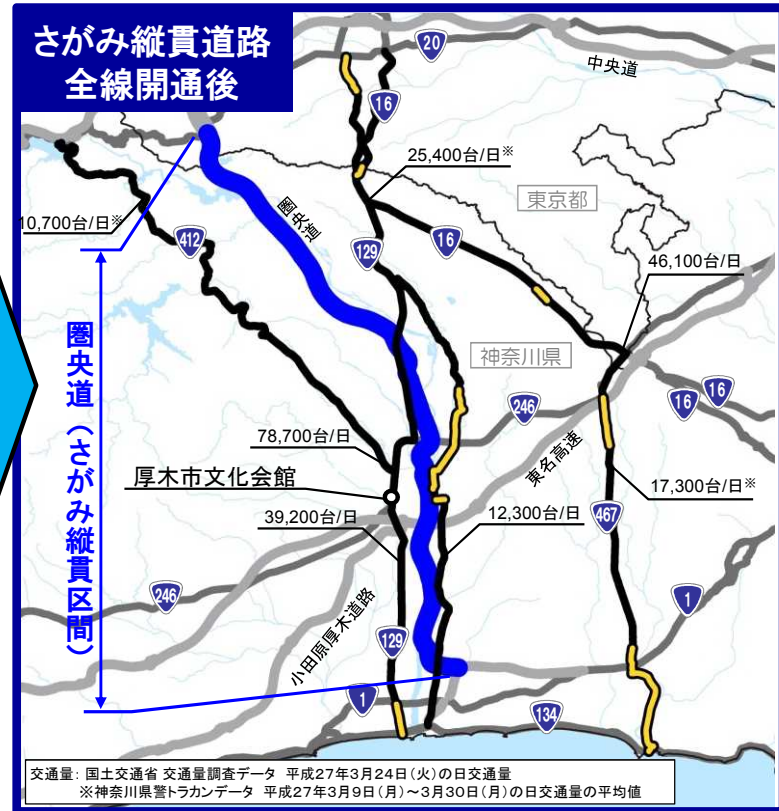 さがみ縦貫道路
全線開通後
20
中央道
16
25,400台/日※
東京都
10,700台/日※
412
圏央道
129
16
46,100台/日
圏央道（さがみ縦貫区間）
神奈川県
246
16
16
78,700台/日
東名高速
厚木市文化会館
17,300台/日※
39,200台/日
12,300台/日
467
246
小田原厚木道路
129
1
1
134
交通量： 国土交通省 交通量調査データ 平成27年3月24日（火）の日交通量
※神奈川県警トラカンデータ 平成27年3月9日（月）～3月30日（月）の日交通量の平均値